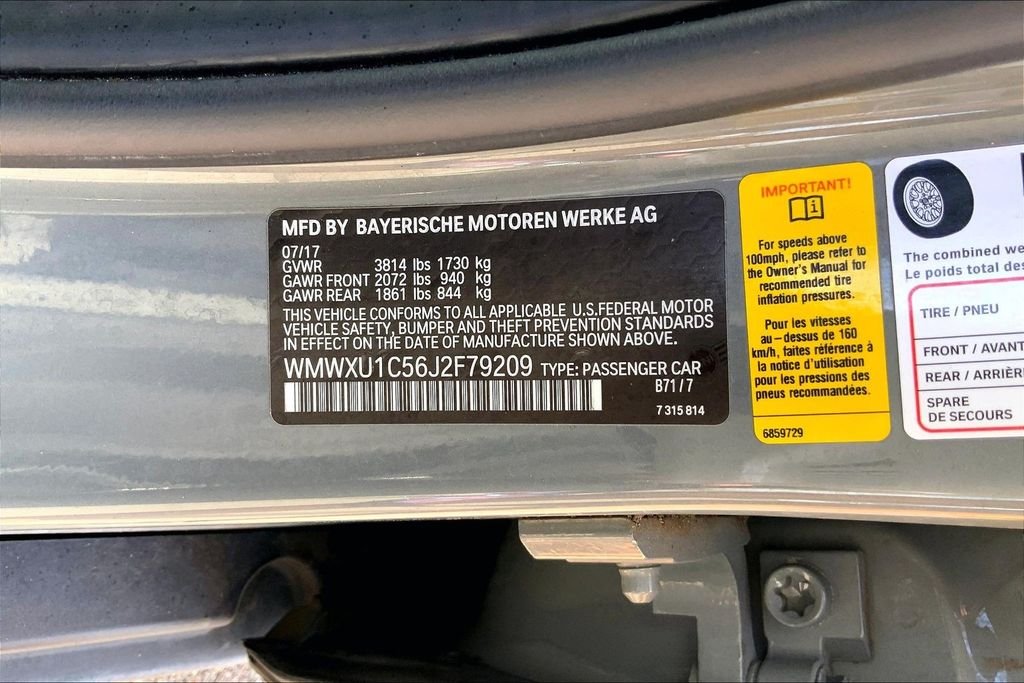 MFD BY BAYERISCHE MOTOREN WERKE AG
07/17
GVWR 3814 lbs 1730 kg
GAWR FRONT 2072 lbs 940 kg
GAWR REAR 1861 lbs 844 kg
THIS VEHICLE CONFORMS TO ALL APPLICABLE U.S.FEDERAL MOTOR
VEHICLE SAFETY, BUMPER AND THEFT PREVENTION STANDARDS
IN EFFECT ON THE DATE OF MANUFACTURE SHOWN ABOVE.
WMWXU1C56J2F79209 TYPE: PASSENGER CAR
B71/7
7 315 814
IMPORTANT!
For speeds above
100mph, please refer to
the Owner's Manual for
recommended tire
inflation pressures.
Pour les vitesses
au-dessus de 160
km/h, faites référence à
la notice d'utilisation
pour les pressions des
pneus recommandées.
6859729
The combined we
Le poids total des
TIRE / PNEU
FRONT / AVANT
REAR / ARRIÈRE
SPARE
DE SECOURS